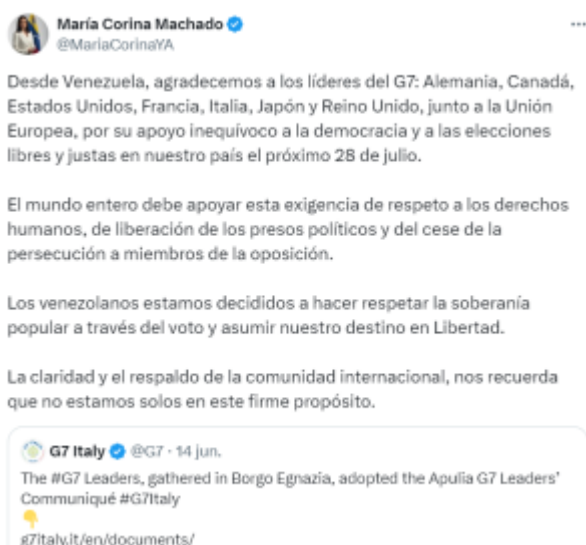 María Corina Machado
@MariaCorinaYA
Desde Venezuela, agradecemos a los líderes del G7: Alemania, Canadá,
Estados Unidos, Francia, Italia, Japón y Reino Unido, junto a la Unión
Europea, por su apoyo inequívoco a la democracia y a las elecciones
libres y justas en nuestro país el próximo 28 de julio.
El mundo entero debe apoyar esta exigencia de respeto a los derechos
humanos, de liberación de los presos políticos y del cese de la
persecución a miembros de la oposición.
Los venezolanos estamos decididos a hacer respetar la soberanía
popular a través del voto y asumir nuestro destino en Libertad.
La claridad y el respaldo de la comunidad internacional, nos recuerda
que no estamos solos en este firme propósito.
G7 Italy @G7 · 14 jun.
The #G7 Leaders, gathered in Borgo Egnazia, adopted the Apulia G7 Leaders'
Communiqué #G7Italy
👇
g7italy.it/en/documents/